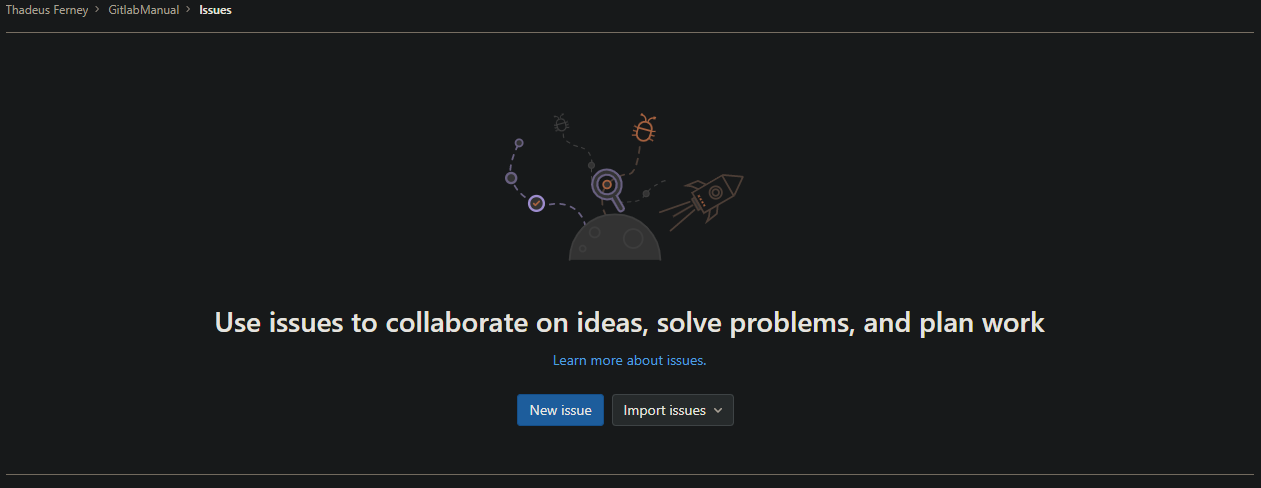 Thadeus Ferney > GitlabManual > Issues
Use issues to collaborate on ideas, solve problems, and plan work
Learn more about issues.
New issue Import issues